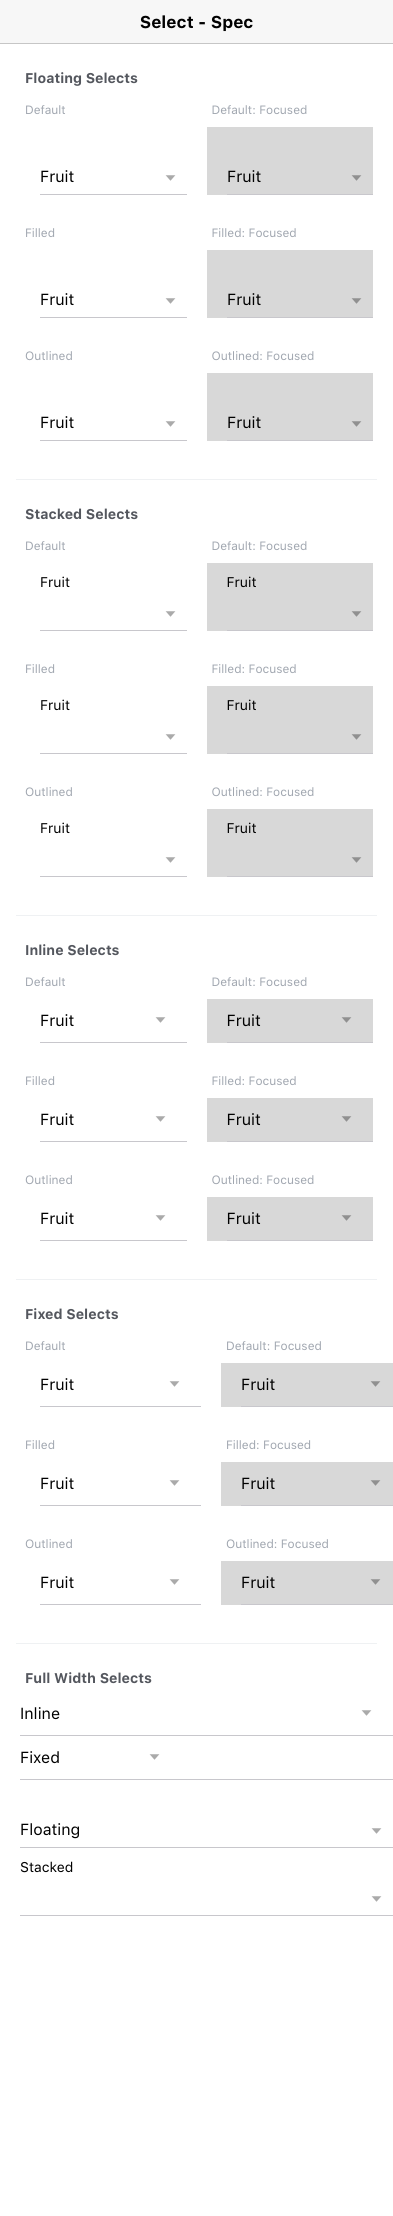 Select - Spec
Floating Selects
Default Default: Focused
Fruit Fruit
Filled Filled: Focused
Fruit Fruit
Outlined Outlined: Focused
Fruit Fruit
Stacked Selects
Default Default: Focused
Fruit Fruit
Filled Filled: Focused
Fruit Fruit
Outlined Outlined: Focused
Fruit Fruit
Inline Selects
Default Default: Focused
Fruit Fruit
Filled Filled: Focused
Fruit Fruit
Outlined Outlined: Focused
Fruit Fruit
Fixed Selects
Default Default: Focused
Fruit Fruit
Filled Filled: Focused
Fruit Fruit
Outlined Outlined: Focused
Fruit Fruit
Full Width Selects
Inline
Fixed
Floating
Stacked